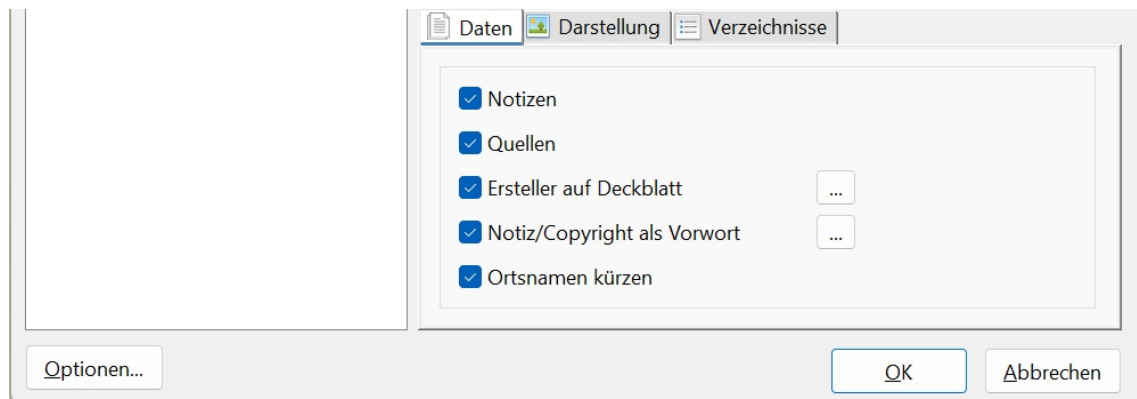 Daten Darstellung Verzeichnisse
Notizen
Quellen
Ersteller auf Deckblatt ...
Notiz/Copyright als Vorwort ...
Ortsnamen kürzen
Optionen... OK Abbrechen